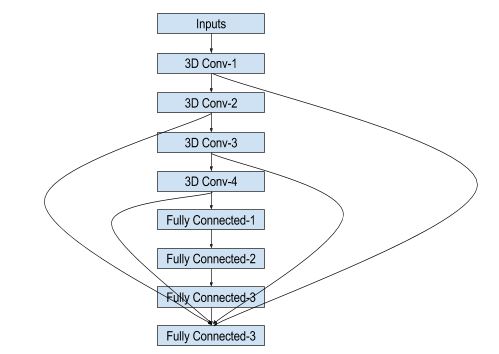 Inputs
3D Conv-1
3D Conv-2
3D Conv-3
3D Conv-4
Fully Connected-1
Fully Connected-2
Fully Connected-3
Fully Connected-3